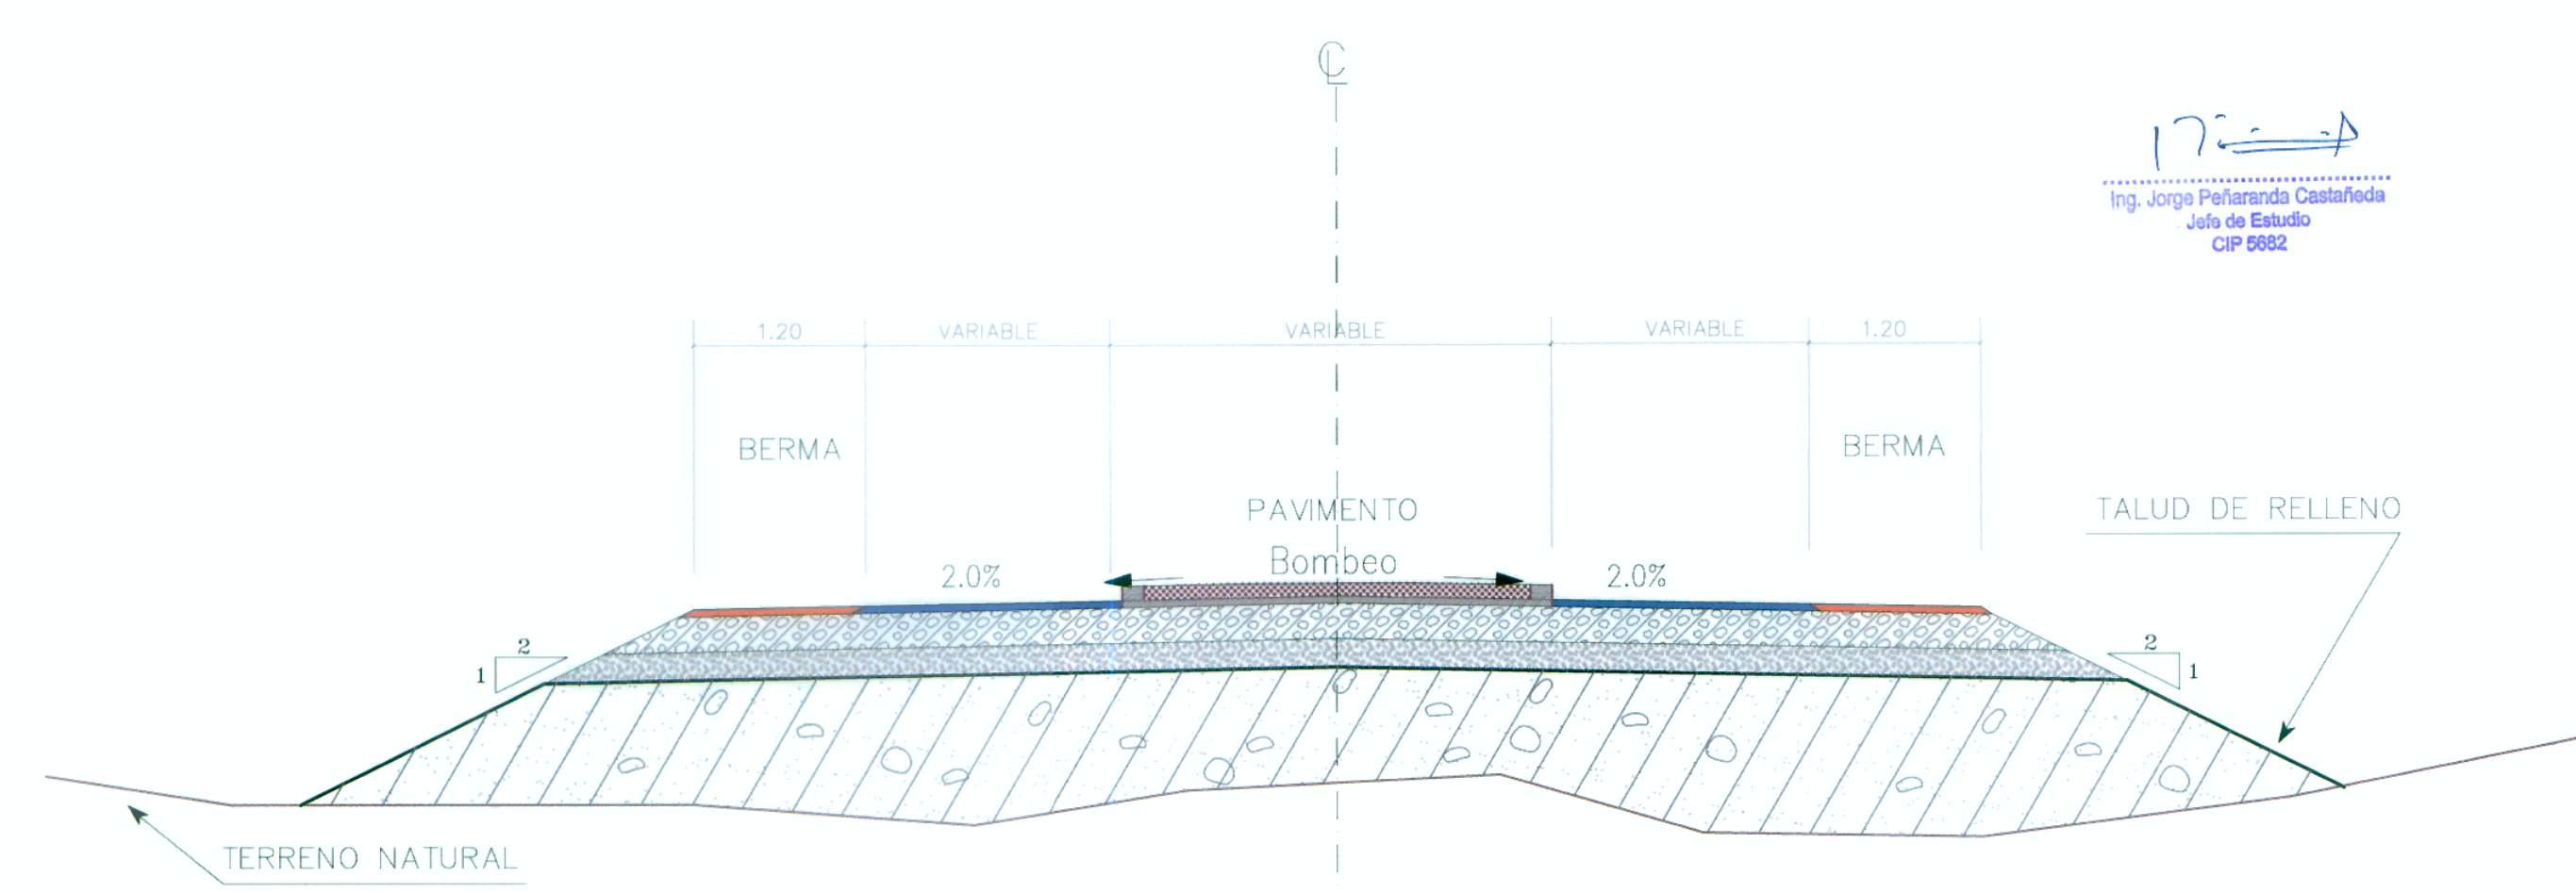 CL
Ing. Jorge Peñaranda Castañeda
Jefe de Estudio
CIP 5682
1.20
VARIABLE
VARIABLE
VARIABLE
1.20
BERMA
BERMA
PAVIMENTO
TALUD DE RELLENO
2.0%
Bombeo
2.0%
2
1
2
1
TERRENO NATURAL